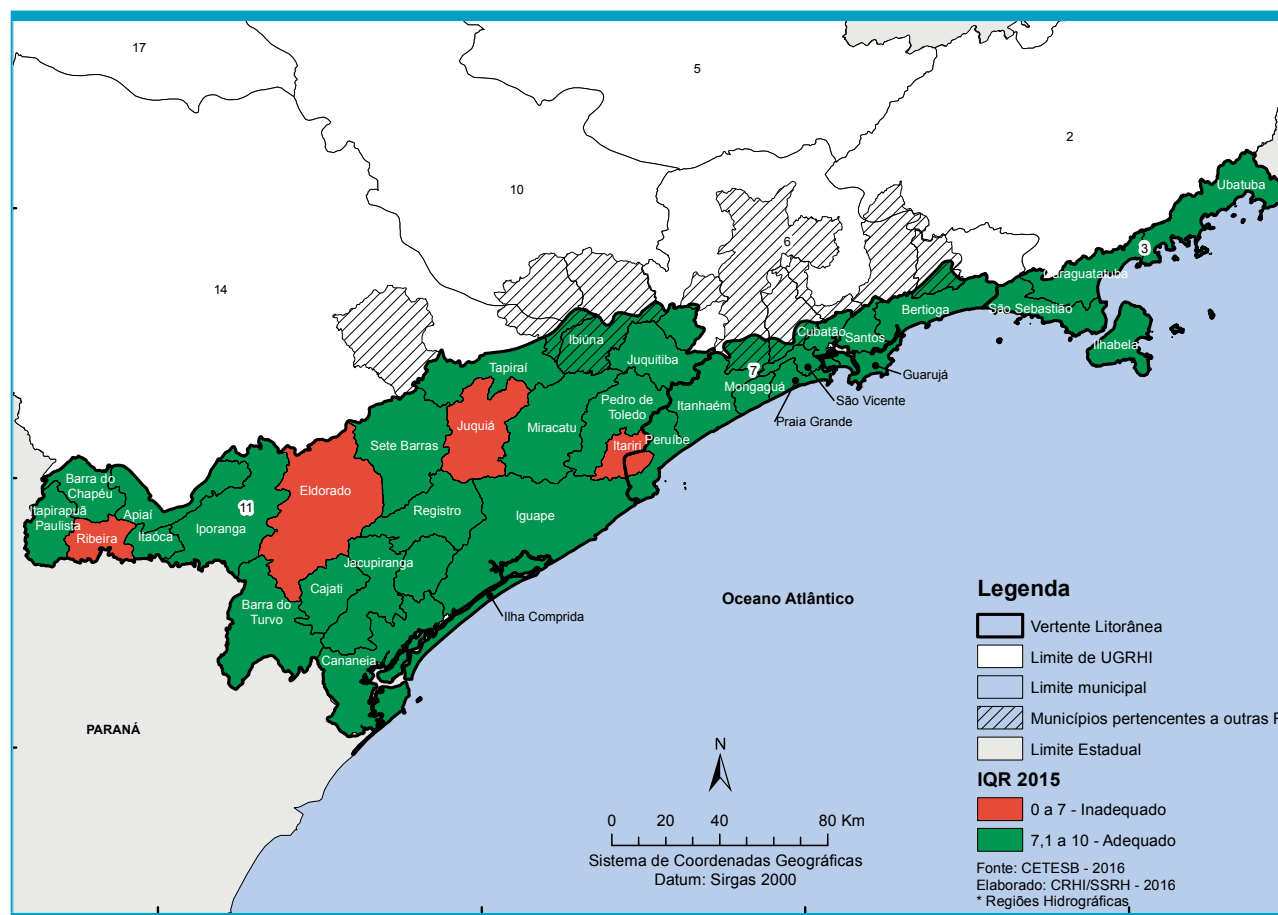 17
5
2
10
6
14
Ubatuba
3
Caraguatatuba
São Sebastião
Ilhabela
Bertioga
Cubatão
Santos
Guarujá
São Vicente
Praia Grande
7
Mongaguá
Itanhaém
Peruíbe
Ibiúna
Juquitiba
Tapiraí
Pedro de
Toledo
Itariri
Miracatu
Juquiá
Sete Barras
Eldorado
Registro
Iguape
Barra do
Chapéu
Itapirapuã
Paulista
Apiaí
Ribeira
Itaóca
Iporanga
11
Jacupiranga
Cajati
Barra do
Turvo
Cananeia
Ilha Comprida
Oceano Atlântico
PARANÁ
N
0 20 40 60 80 Km
Sistema de Coordenadas Geográficas
Datum: Sirgas 2000
Legenda
Vertente Litorânea
Limite de UGRHI
Limite municipal
Municípios pertencentes a outras
Limite Estadual
IQR 2015
0 a 7 - Inadequado
7,1 a 10 - Adequado
Fonte: CETESB - 2016
Elaborado: CRHI/SSRH - 2016
* Regiões Hidrográficas